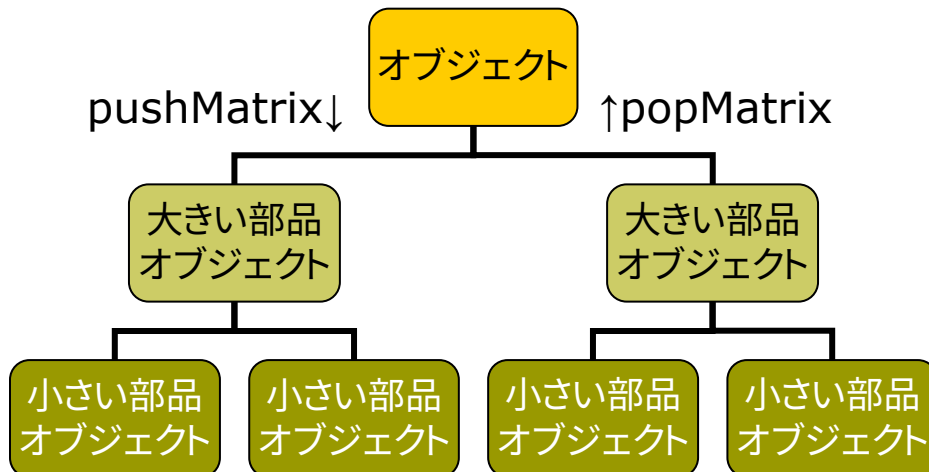 オブジェクト
pushMatrix↓
↑popMatrix
大きい部品
オブジェクト
大きい部品
オブジェクト
小さい部品
オブジェクト
小さい部品
オブジェクト
小さい部品
オブジェクト
小さい部品
オブジェクト